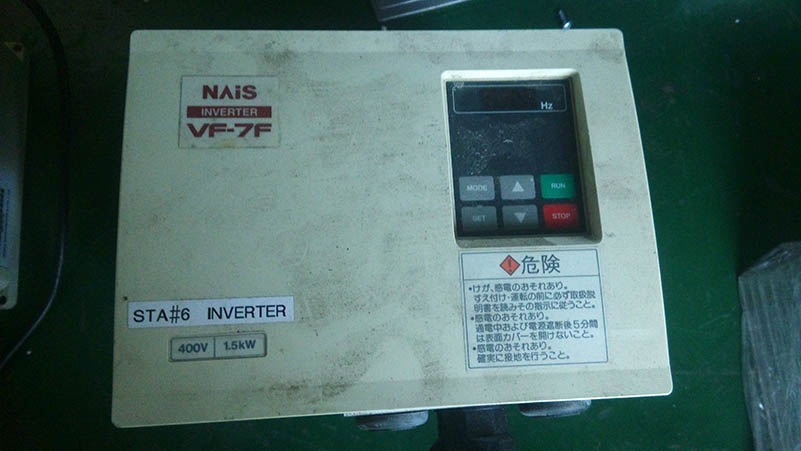 NAiS
INVERTER
VF-7F
Hz
MODE
RUN
SET
STOP
危険
•けが、感電のおそれあり。
すえ付け・運転の前に必ず取扱説
明書を読みその指示に従うこと。
•感電のおそれあり。
通電中および電源遮断後5分間
は表面カバーを開けないこと。
•感電のおそれあり。
確実に接地を行うこと。
STA#6 INVERTER
400V 1.5kW